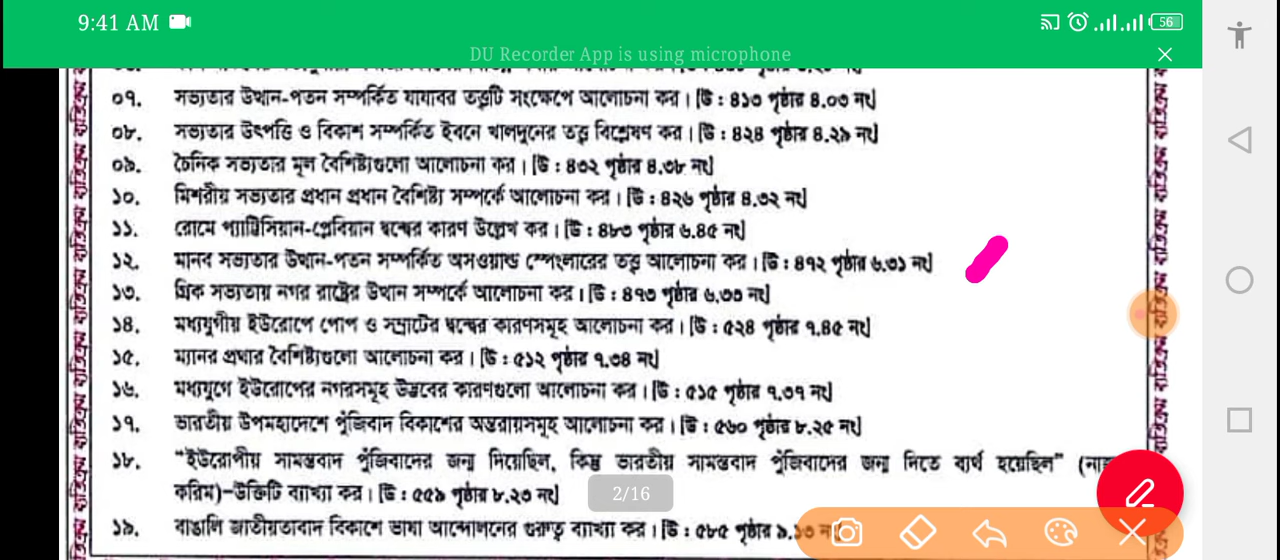 9:41 AM
56
DU Recorder App is using microphone
০৭. সভ্যতার উত্থান-পতন সম্পর্কিত যাযাবর তত্ত্বটি সংক্ষেপে আলোচনা কর। [উ : ৪১৩ পৃষ্ঠার ৪.০৩ নং]
০৮. সভ্যতার উৎপত্তি ও বিকাশ সম্পর্কিত ইবনে খালদুনের তত্ত্ব বিশ্লেষণ কর। [উ : ৪২৪ পৃষ্ঠার ৪.২৯ নং]
০৯. চৈনিক সভ্যতার মূল বৈশিষ্ট্যগুলো আলোচনা কর। [উ : ৪৩২ পৃষ্ঠার ৪.৩৮ নং]
১০. মিশরীয় সভ্যতার প্রধান প্রধান বৈশিষ্ট্য সম্পর্কে আলোচনা কর। [উ : ৪২৬ পৃষ্ঠার ৪.৩২ নং]
১১. রোমে প্যাট্রিসিয়ান-প্লেবিয়ান দ্বন্দ্বের কারণ উল্লেখ কর। [উ : ৪৮৩ পৃষ্ঠার ৬.৪৫ নং]
১২. মানব সভ্যতার উত্থান-পতন সম্পর্কিত অসওয়াল্ড স্পেংলারের তত্ত্ব আলোচনা কর। [উ : ৪৭২ পৃষ্ঠার ৬.৩১ নং]
১৩. গ্রিক সভ্যতায় নগর রাষ্ট্রের উত্থান সম্পর্কে আলোচনা কর। [উ : ৪৭৩ পৃষ্ঠার ৬.৩৩ নং]
১৪. মধ্যযুগীয় ইউরোপে পোপ ও সম্রাটের দ্বন্দ্বের কারণসমূহ আলোচনা কর। [উ : ৫২৪ পৃষ্ঠার ৭.৪৫ নং]
১৫. ম্যানর প্রথার বৈশিষ্ট্যগুলো আলোচনা কর। [উ : ৫১২ পৃষ্ঠার ৭.৩৪ নং]
১৬. মধ্যযুগে ইউরোপের নগরসমূহ উদ্ভবের কারণগুলো আলোচনা কর। [উ : ৫১৫ পৃষ্ঠার ৭.৩৭ নং]
১৭. ভারতীয় উপমহাদেশে পুঁজিবাদ বিকাশের অন্তরায়সমূহ আলোচনা কর। [উ : ৫৬০ পৃষ্ঠার ৮.২৫ নং]
১৮. "ইউরোপীয় সামন্তবাদ পুঁজিবাদের জন্ম দিয়েছিল, কিন্তু ভারতীয় সামন্তবাদ পুঁজিবাদের জন্ম দিতে ব্যর্থ হয়েছিল"
করিম)-উক্তিটি ব্যাখ্যা কর। [উ : ৫৫৯ পৃষ্ঠার ৮.২৩ নং]
2/16
১৯. বাঙালি জাতীয়তাবাদ বিকাশে ভাষা আন্দোলনের গুরুত্ব ব্যাখ্যা কর। [উ : ৫৮৫ পৃষ্ঠার ৯.১৩ নং]